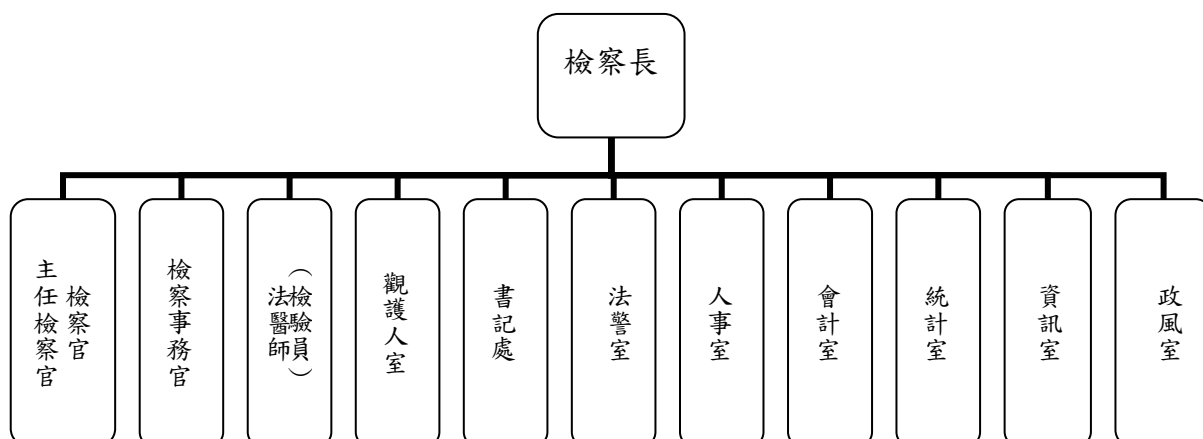 檢察長
主任檢察官
檢察官
檢察事務官
法醫師
（檢驗員）
觀護人室
書記處
法警室
人事室
會計室
統計室
資訊室
政風室